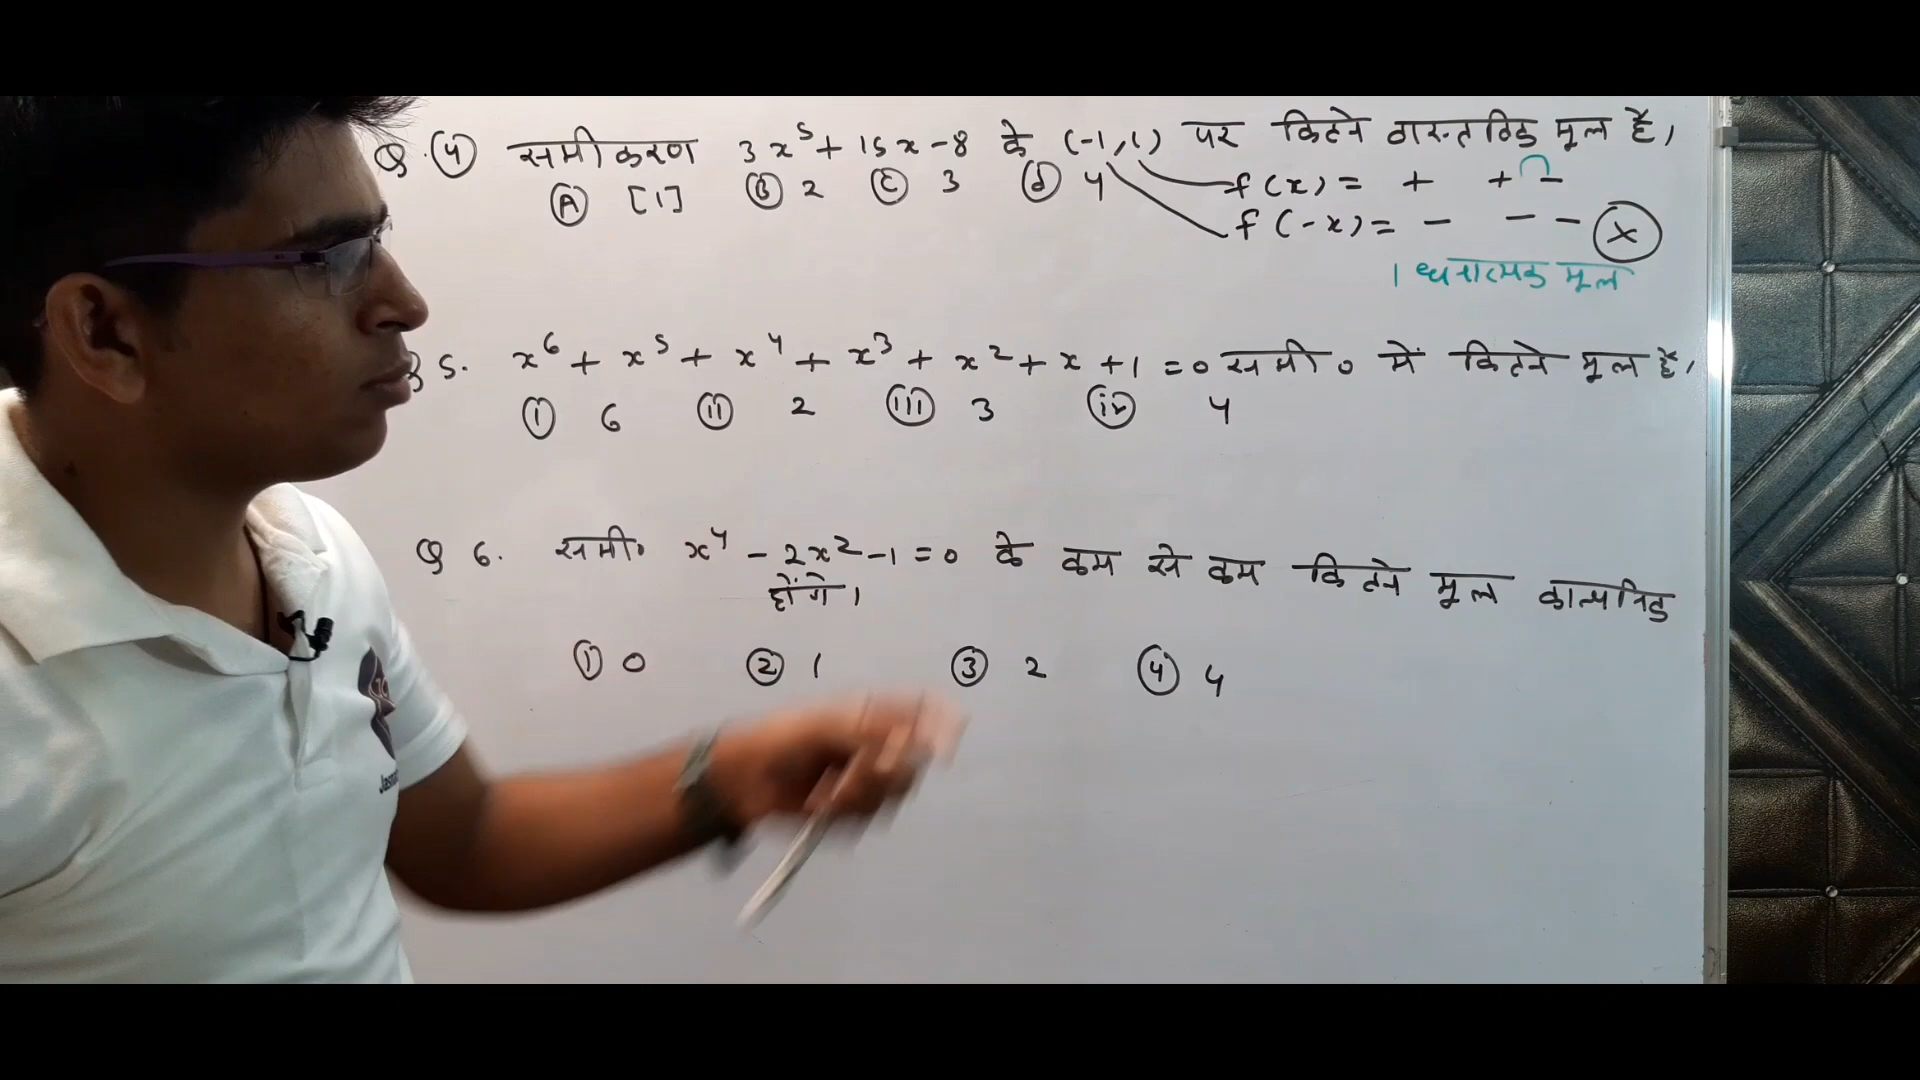 Q. (4) समीकरण 3x⁵ + 15x - 8 के (-1, 1) पर कितने वास्तविक मूल हैं,
(A) [1] (B) 2 (C) 3 (d) 4
f(x) = + + -
f(-x) = - - - (x)
1 धनात्मक मूल
5. x⁶ + x⁵ + x⁴ + x³ + x² + x + 1 = 0 समी० में कितने मूल हैं,
(i) 6 (ii) 2 (iii) 3 (iv) 4
Q 6. समी० x⁴ - 2x² - 1 = 0 के कम से कम कितने मूल काल्पनिक
होंगे।
(1) 0 (2) 1 (3) 2 (4) 4